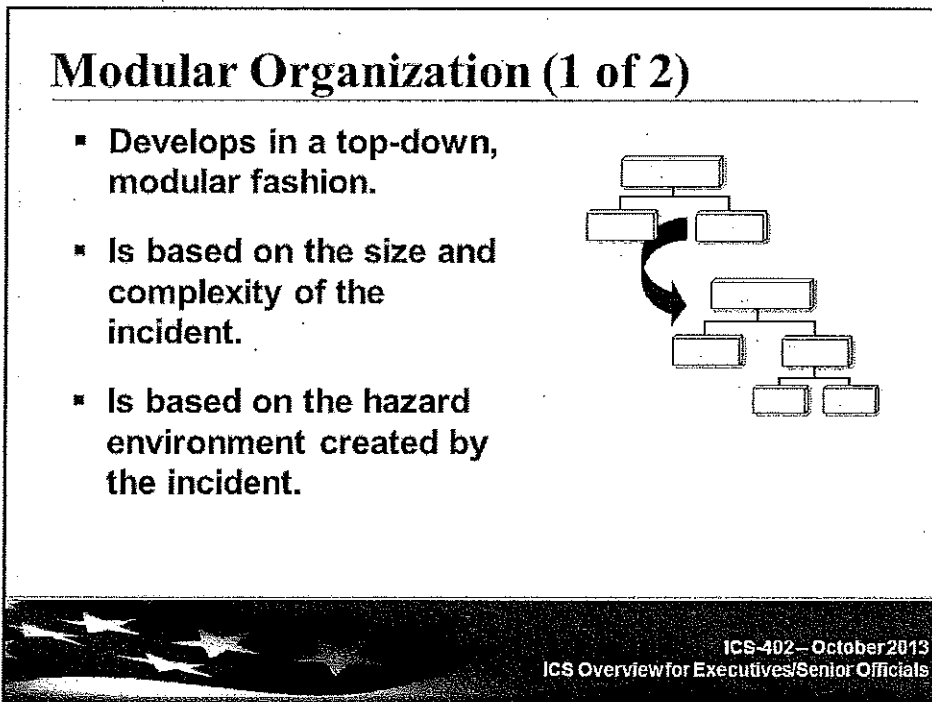 Modular Organization (1 of 2)
▪ Develops in a top-down,
modular fashion.
▪ Is based on the size and
complexity of the
incident.
▪ Is based on the hazard
environment created by
the incident.
ICS-402–October 2013
ICS Overview for Executives/Senior Officials